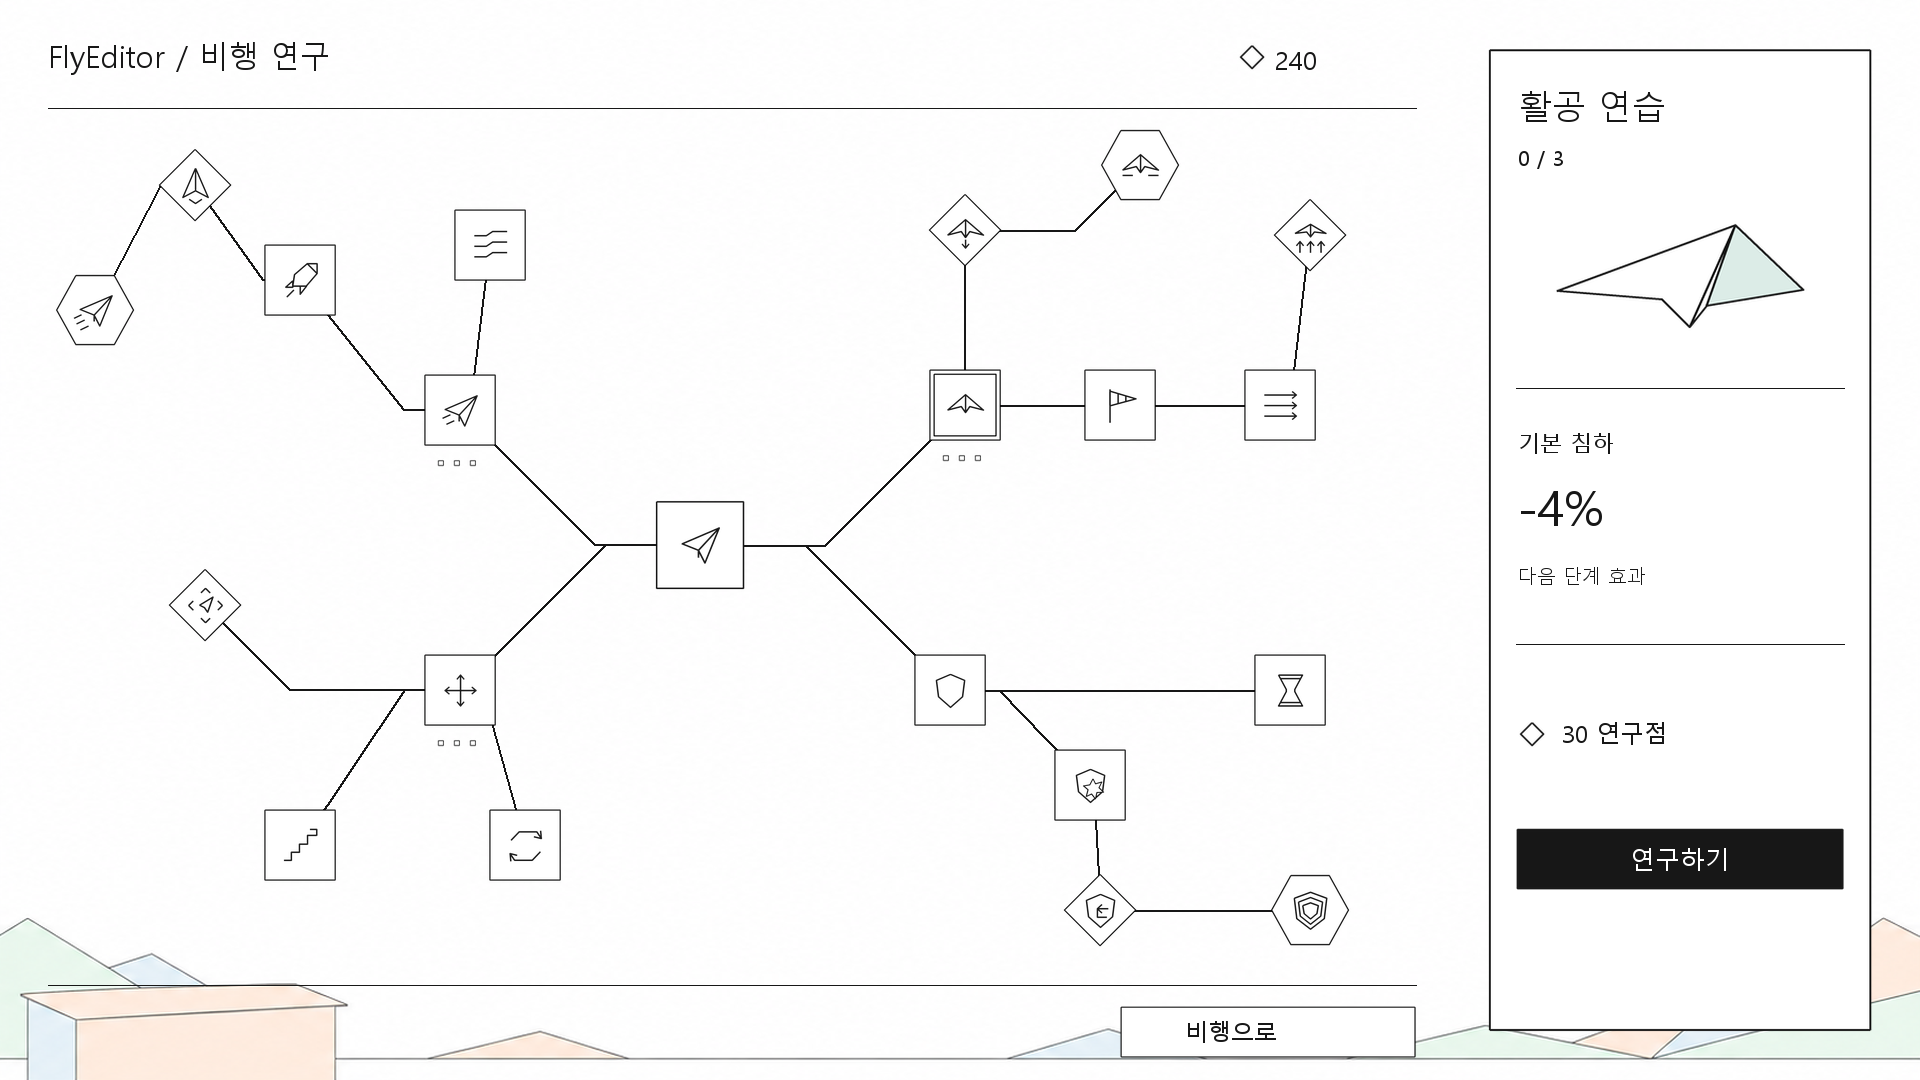 FlyEditor / 비행 연구
240
활공 연습
0 / 3
기본 침하
-4%
다음 단계 효과
30 연구점
연구하기
비행으로